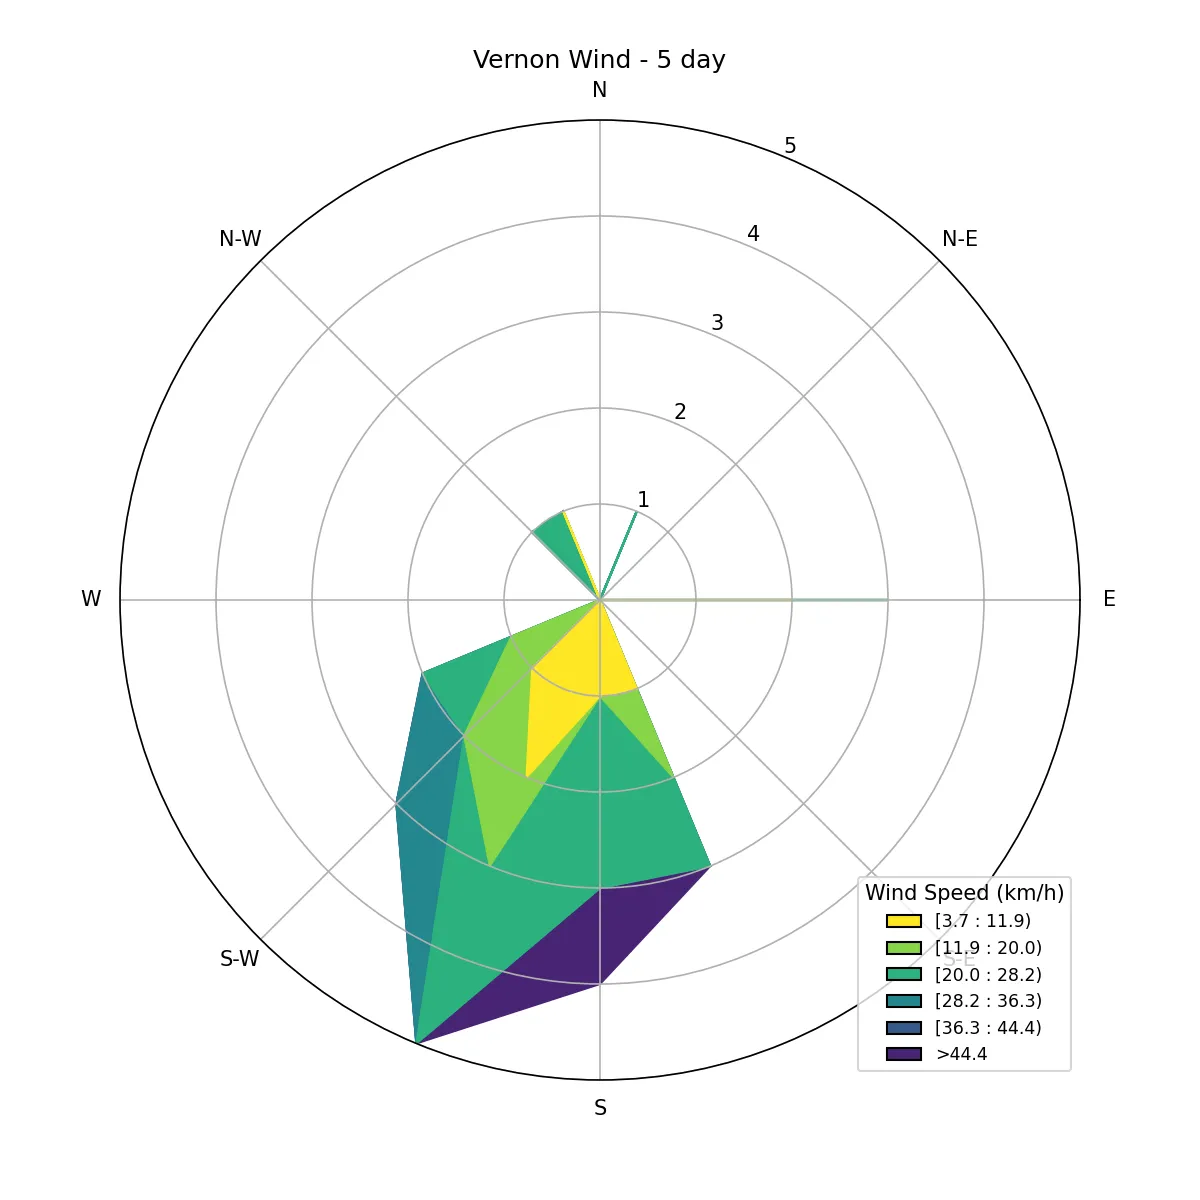 Vernon Wind - 5 day
N
5
N-W
N-E
4
3
2
1
W
E
S-W
S-E
Wind Speed (km/h)
[3.7 : 11.9)
[11.9 : 20.0)
[20.0 : 28.2)
[28.2 : 36.3)
[36.3 : 44.4)
>44.4
S